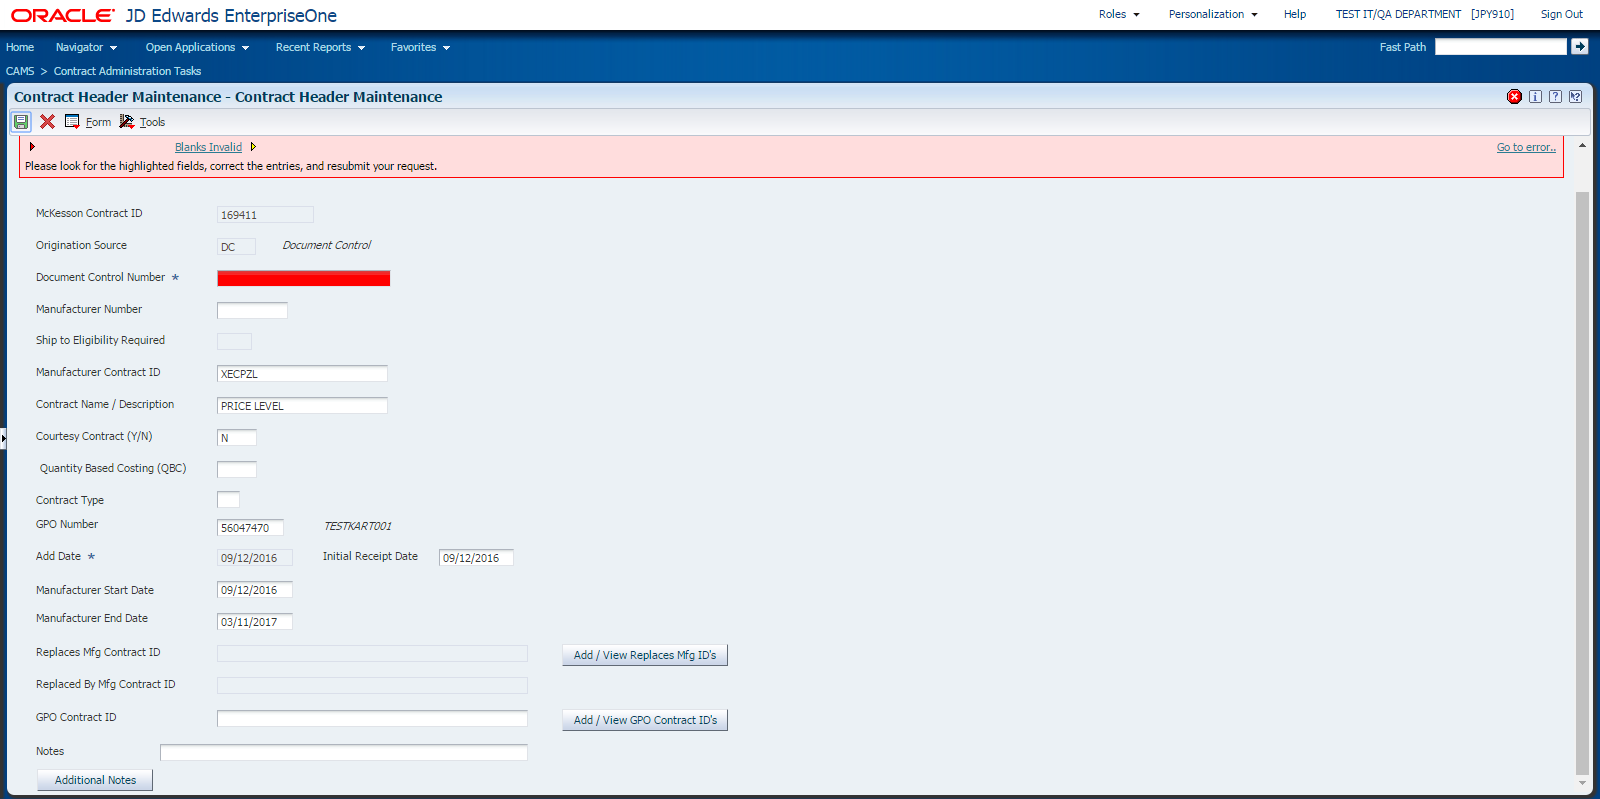 ORACLE JD Edwards EnterpriseOne Roles Personalization Help TEST IT/QA DEPARTMENT [JPY910] Sign Out
Home Navigator Open Applications Recent Reports Favorites Fast Path
CAMS > Contract Administration Tasks
Contract Header Maintenance - Contract Header Maintenance
Form Tools
Blanks Invalid Go to error..
Please look for the highlighted fields, correct the entries, and resubmit your request.
McKesson Contract ID 169411
Origination Source DC Document Control
Document Control Number *
Manufacturer Number
Ship to Eligibility Required
Manufacturer Contract ID XECPZL
Contract Name / Description PRICE LEVEL
Courtesy Contract (Y/N) N
Quantity Based Costing (QBC)
Contract Type
GPO Number 56047470 TESTKART001
Add Date * 09/12/2016 Initial Receipt Date 09/12/2016
Manufacturer Start Date 09/12/2016
Manufacturer End Date 03/11/2017
Replaces Mfg Contract ID Add / View Replaces Mfg ID's
Replaced By Mfg Contract ID
GPO Contract ID Add / View GPO Contract ID's
Notes
Additional Notes